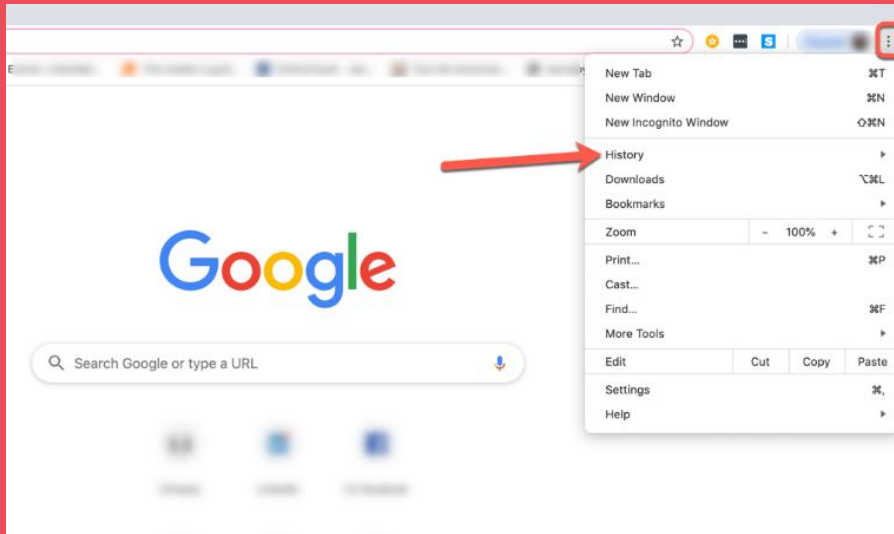 New Tab ⌘T
New Window ⌘N
New Incognito Window ⇧⌘N
History
Downloads ⌥⌘L
Bookmarks
Zoom - 100% +
Print... ⌘P
Cast...
Find... ⌘F
More Tools
Edit Cut Copy Paste
Settings ⌘,
Help
Google
Search Google or type a URL